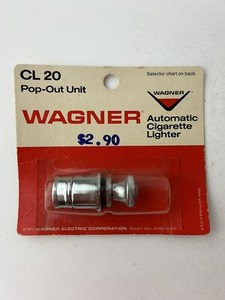 CL 20
Pop-Out Unit
Selector chart on back
WAGNER
WAGNER
Automatic
Cigarette
Lighter
$2.90
WAGNER ELECTRIC CORPORATION